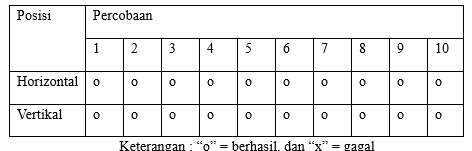 Posisi Percobaan
1 2 3 4 5 6 7 8 9 10
Horizontal o o o o o o o o o o
Vertikal o o o o o o o o o o
Keterangan : “o” = berhasil, dan “x” = gagal